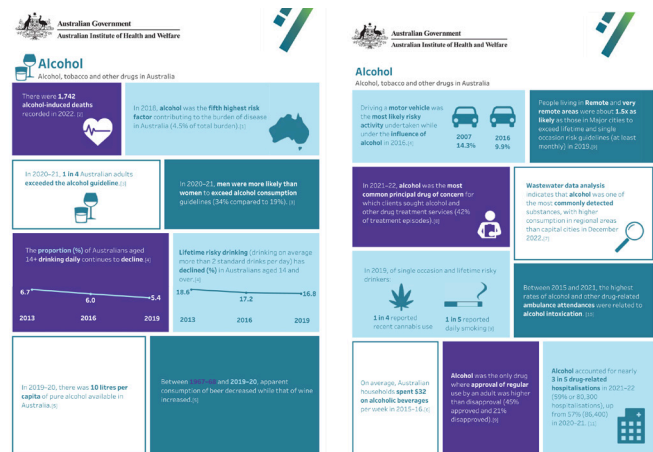 Australian Government
Australian Institute of Health and Welfare
Alcohol
Alcohol, tobacco and other drugs in Australia
There were 1,742
alcohol-induced deaths
recorded in 2022. [2]
In 2018, alcohol was the fifth highest risk
factor contributing to the burden of disease
in Australia (4.5% of total burden).[1]
In 2020–21, 1 in 4 Australian adults
exceeded the alcohol guideline.[3]
In 2020–21, men were more likely than
women to exceed alcohol consumption
guidelines (34% compared to 19%). [3]
The proportion (%) of Australians aged
14+ drinking daily continues to decline.[4]
6.7
6.0
5.4
2013 2016 2019
Lifetime risky drinking (drinking on average
more than 2 standard drinks per day) has
declined (%) in Australians aged 14 and
over.[4]
18.6
17.2
16.8
2013 2016 2019
In 2019–20, there was 10 litres per
capita of pure alcohol available in
Australia.[5]
Between and 2019–20, apparent
consumption of beer decreased while that of wine
increased.[5]
Australian Government
Australian Institute of Health and Welfare
Alcohol
Alcohol, tobacco and other drugs in Australia
Driving a motor vehicle was
the most likely risky
activity undertaken while
under the influence of
alcohol in 2016.
2007 2016
14.3% 9.9%
People living in Remote and very
remote areas were about 1.5x as
likely as those in Major cities to
exceed lifetime and single
occasion risk guidelines (at least
monthly) in 2019.
In 2021–22, alcohol was the most
common principal drug of concern for
which clients sought alcohol and
other drug treatment services (42%
of treatment episodes).
Wastewater data analysis
indicates that alcohol was one of
the most commonly detected
substances, with higher
consumption in regional areas
than capital cities in December
2022.[7]
In 2019, of single occasion and lifetime risky
drinkers:
1 in 4 reported
recent cannabis use
1 in 5 reported
daily smoking
Between 2015 and 2021, the highest
rates of alcohol and other drug-related
ambulance attendances were related to
alcohol intoxication.
On average, Australian
households spent $32
on alcoholic beverages
per week in 2015–16.
Alcohol was the only drug
where approval of regular
use by an adult was higher
than disapproval (45%
approved and 21%
disapproved).
Alcohol accounted for nearly
3 in 5 drug-related
hospitalisations in 2021–22
(59% or 80,300
hospitalisations), up
from 57% (86,400)
in 2020–21.